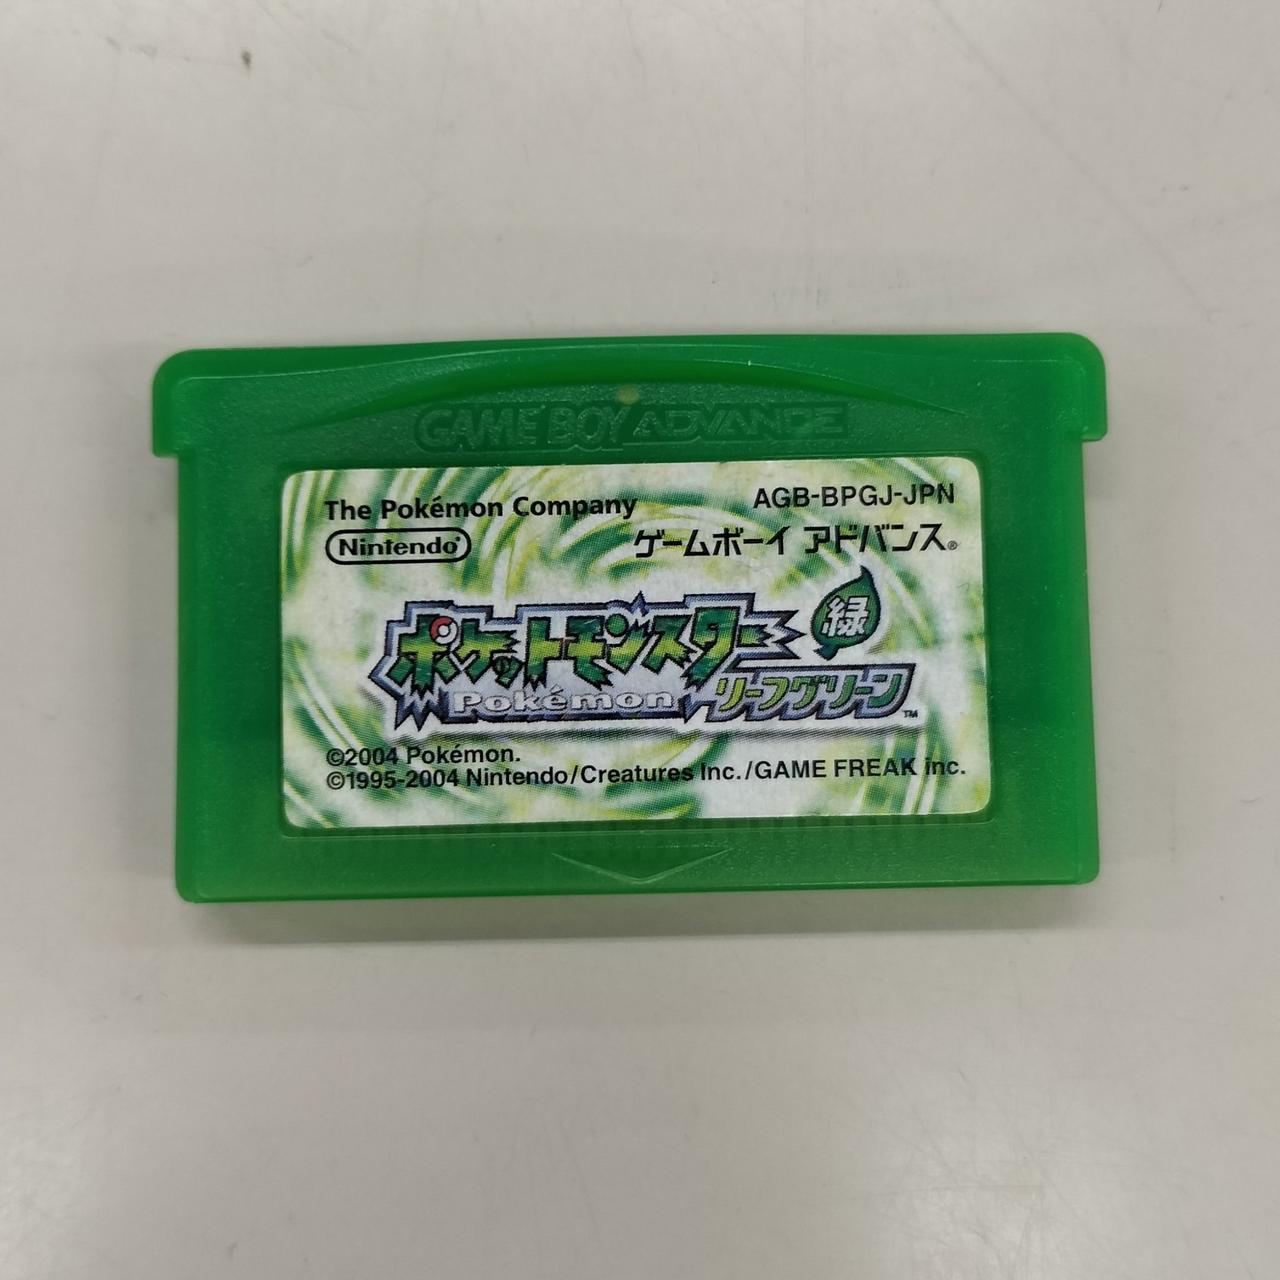 GAME BOY ADVANCE
The Pokémon Company
AGB-BPGJ-JPN
Nintendo®
ゲームボーイ アドバンス®
ポケットモンスター 緑
Pokémon リーフグリーン™
©2004 Pokémon.
©1995-2004 Nintendo/Creatures Inc./GAME FREAK inc.